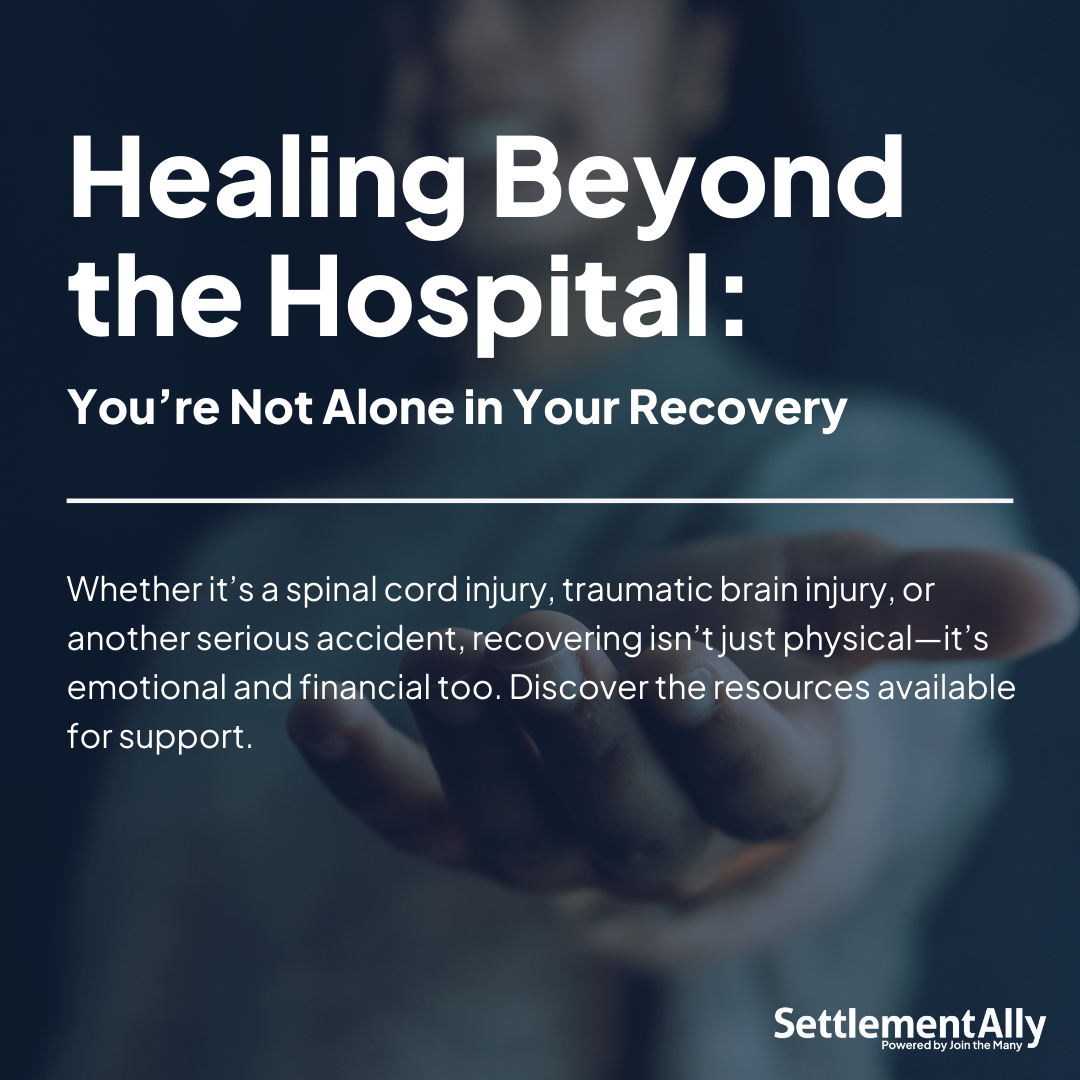 Healing Beyond
the Hospital:
You’re Not Alone in Your Recovery
Whether it’s a spinal cord injury, traumatic brain injury, or
another serious accident, recovering isn’t just physical—it’s
emotional and financial too. Discover the resources available
for support.
SettlementAlly
Powered by Join the Many